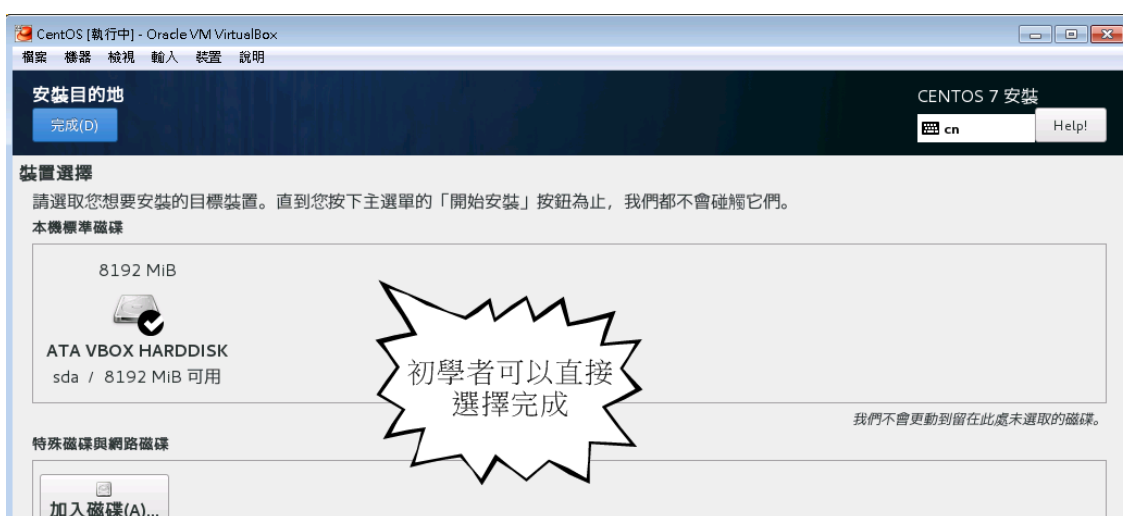 CentOS [執行中] - Oracle VM VirtualBox
檔案 機器 檢視 輸入 裝置 說明
安裝目的地
CENTOS 7 安裝
完成(D)
cn
Help!
裝置選擇
請選取您想要安裝的目標裝置。直到您按下主選單的「開始安裝」按鈕為止，我們都不會碰觸它們。
本機標準磁碟
8192 MiB
ATA VBOX HARDDISK
sda / 8192 MiB 可用
初學者可以直接
選擇完成
我們不會更動到留在此處未選取的磁碟。
特殊磁碟與網路磁碟
加入磁碟(A)...